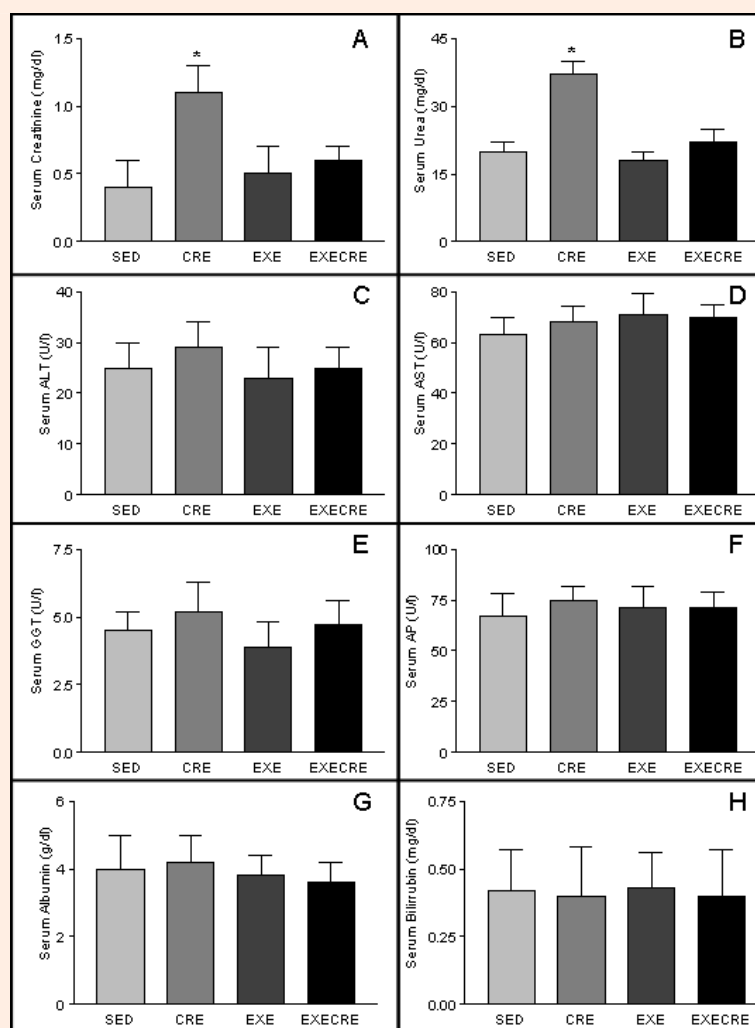 A
Serum Creatinine (mg/dl)
1.5
1.0
0.5
0.0
*
SED CRE EXE EXECRE
B
Serum Urea (mg/dl)
45
30
15
0
*
SED CRE EXE EXECRE
C
Serum ALT (U/l)
40
30
20
10
0
SED CRE EXE EXECRE
D
Serum AST (U/l)
80
60
40
20
0
SED CRE EXE EXECRE
E
Serum GGT (U/l)
7.5
5.0
2.5
0.0
SED CRE EXE EXECRE
F
Serum AP (U/l)
100
75
50
25
0
SED CRE EXE EXECRE
G
Serum Albumin (g/dl)
6
4
2
0
SED CRE EXE EXECRE
H
Serum Bilirrubin (mg/dl)
0.75
0.50
0.25
0.00
SED CRE EXE EXECRE